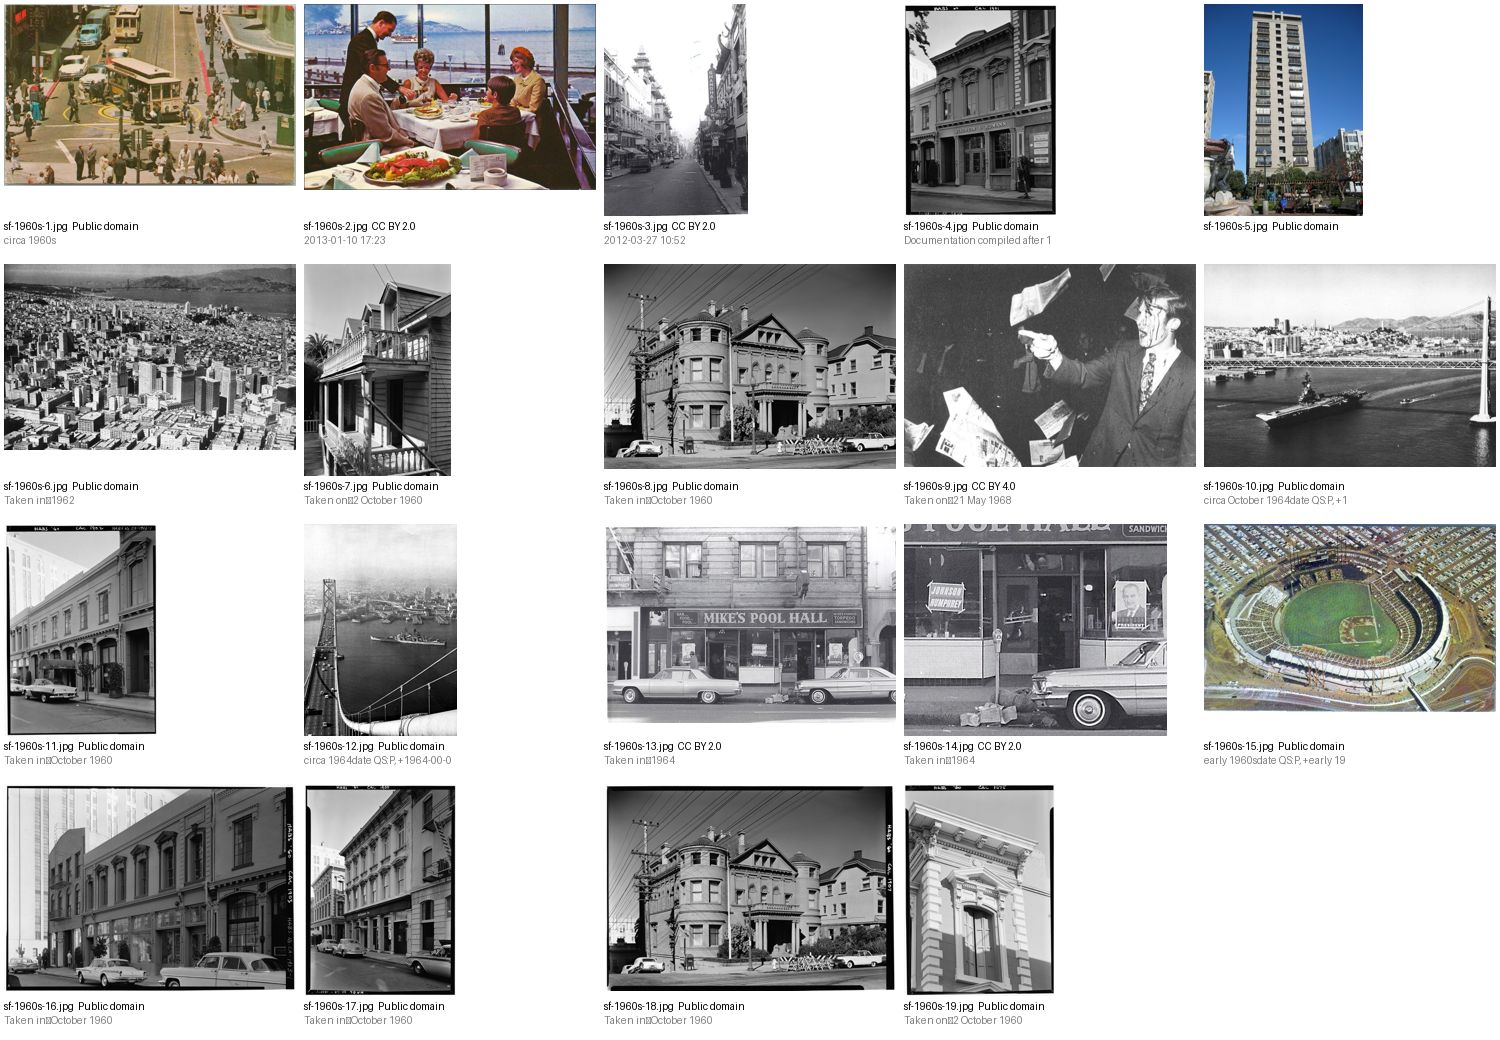 sf-1960s-1.jpg Public domain
circa 1960s
sf-1960s-2.jpg CC BY 2.0
2013-01-10 17:23
sf-1960s-3.jpg CC BY 2.0
2012-03-27 10:52
sf-1960s-4.jpg Public domain
Documentation compiled after 1
sf-1960s-5.jpg Public domain
sf-1960s-6.jpg Public domain
Taken in 1962
sf-1960s-7.jpg Public domain
Taken on 2 October 1960
sf-1960s-8.jpg Public domain
Taken in October 1960
sf-1960s-9.jpg CC BY 4.0
Taken on 21 May 1968
sf-1960s-10.jpg Public domain
circa October 1964date QS:P,+1
SANDWICH
JOHNSON
HUMPHREY
PRESIDENT
MIKE'S POOL HALL
sf-1960s-11.jpg Public domain
Taken in October 1960
sf-1960s-12.jpg Public domain
circa 1964date QS:P,+1964-00-0
sf-1960s-13.jpg CC BY 2.0
Taken in 1964
sf-1960s-14.jpg CC BY 2.0
Taken in 1964
sf-1960s-15.jpg Public domain
early 1960sdate QS:P,+early 19
sf-1960s-16.jpg Public domain
Taken in October 1960
sf-1960s-17.jpg Public domain
Taken in October 1960
sf-1960s-18.jpg Public domain
Taken in October 1960
sf-1960s-19.jpg Public domain
Taken on 2 October 1960